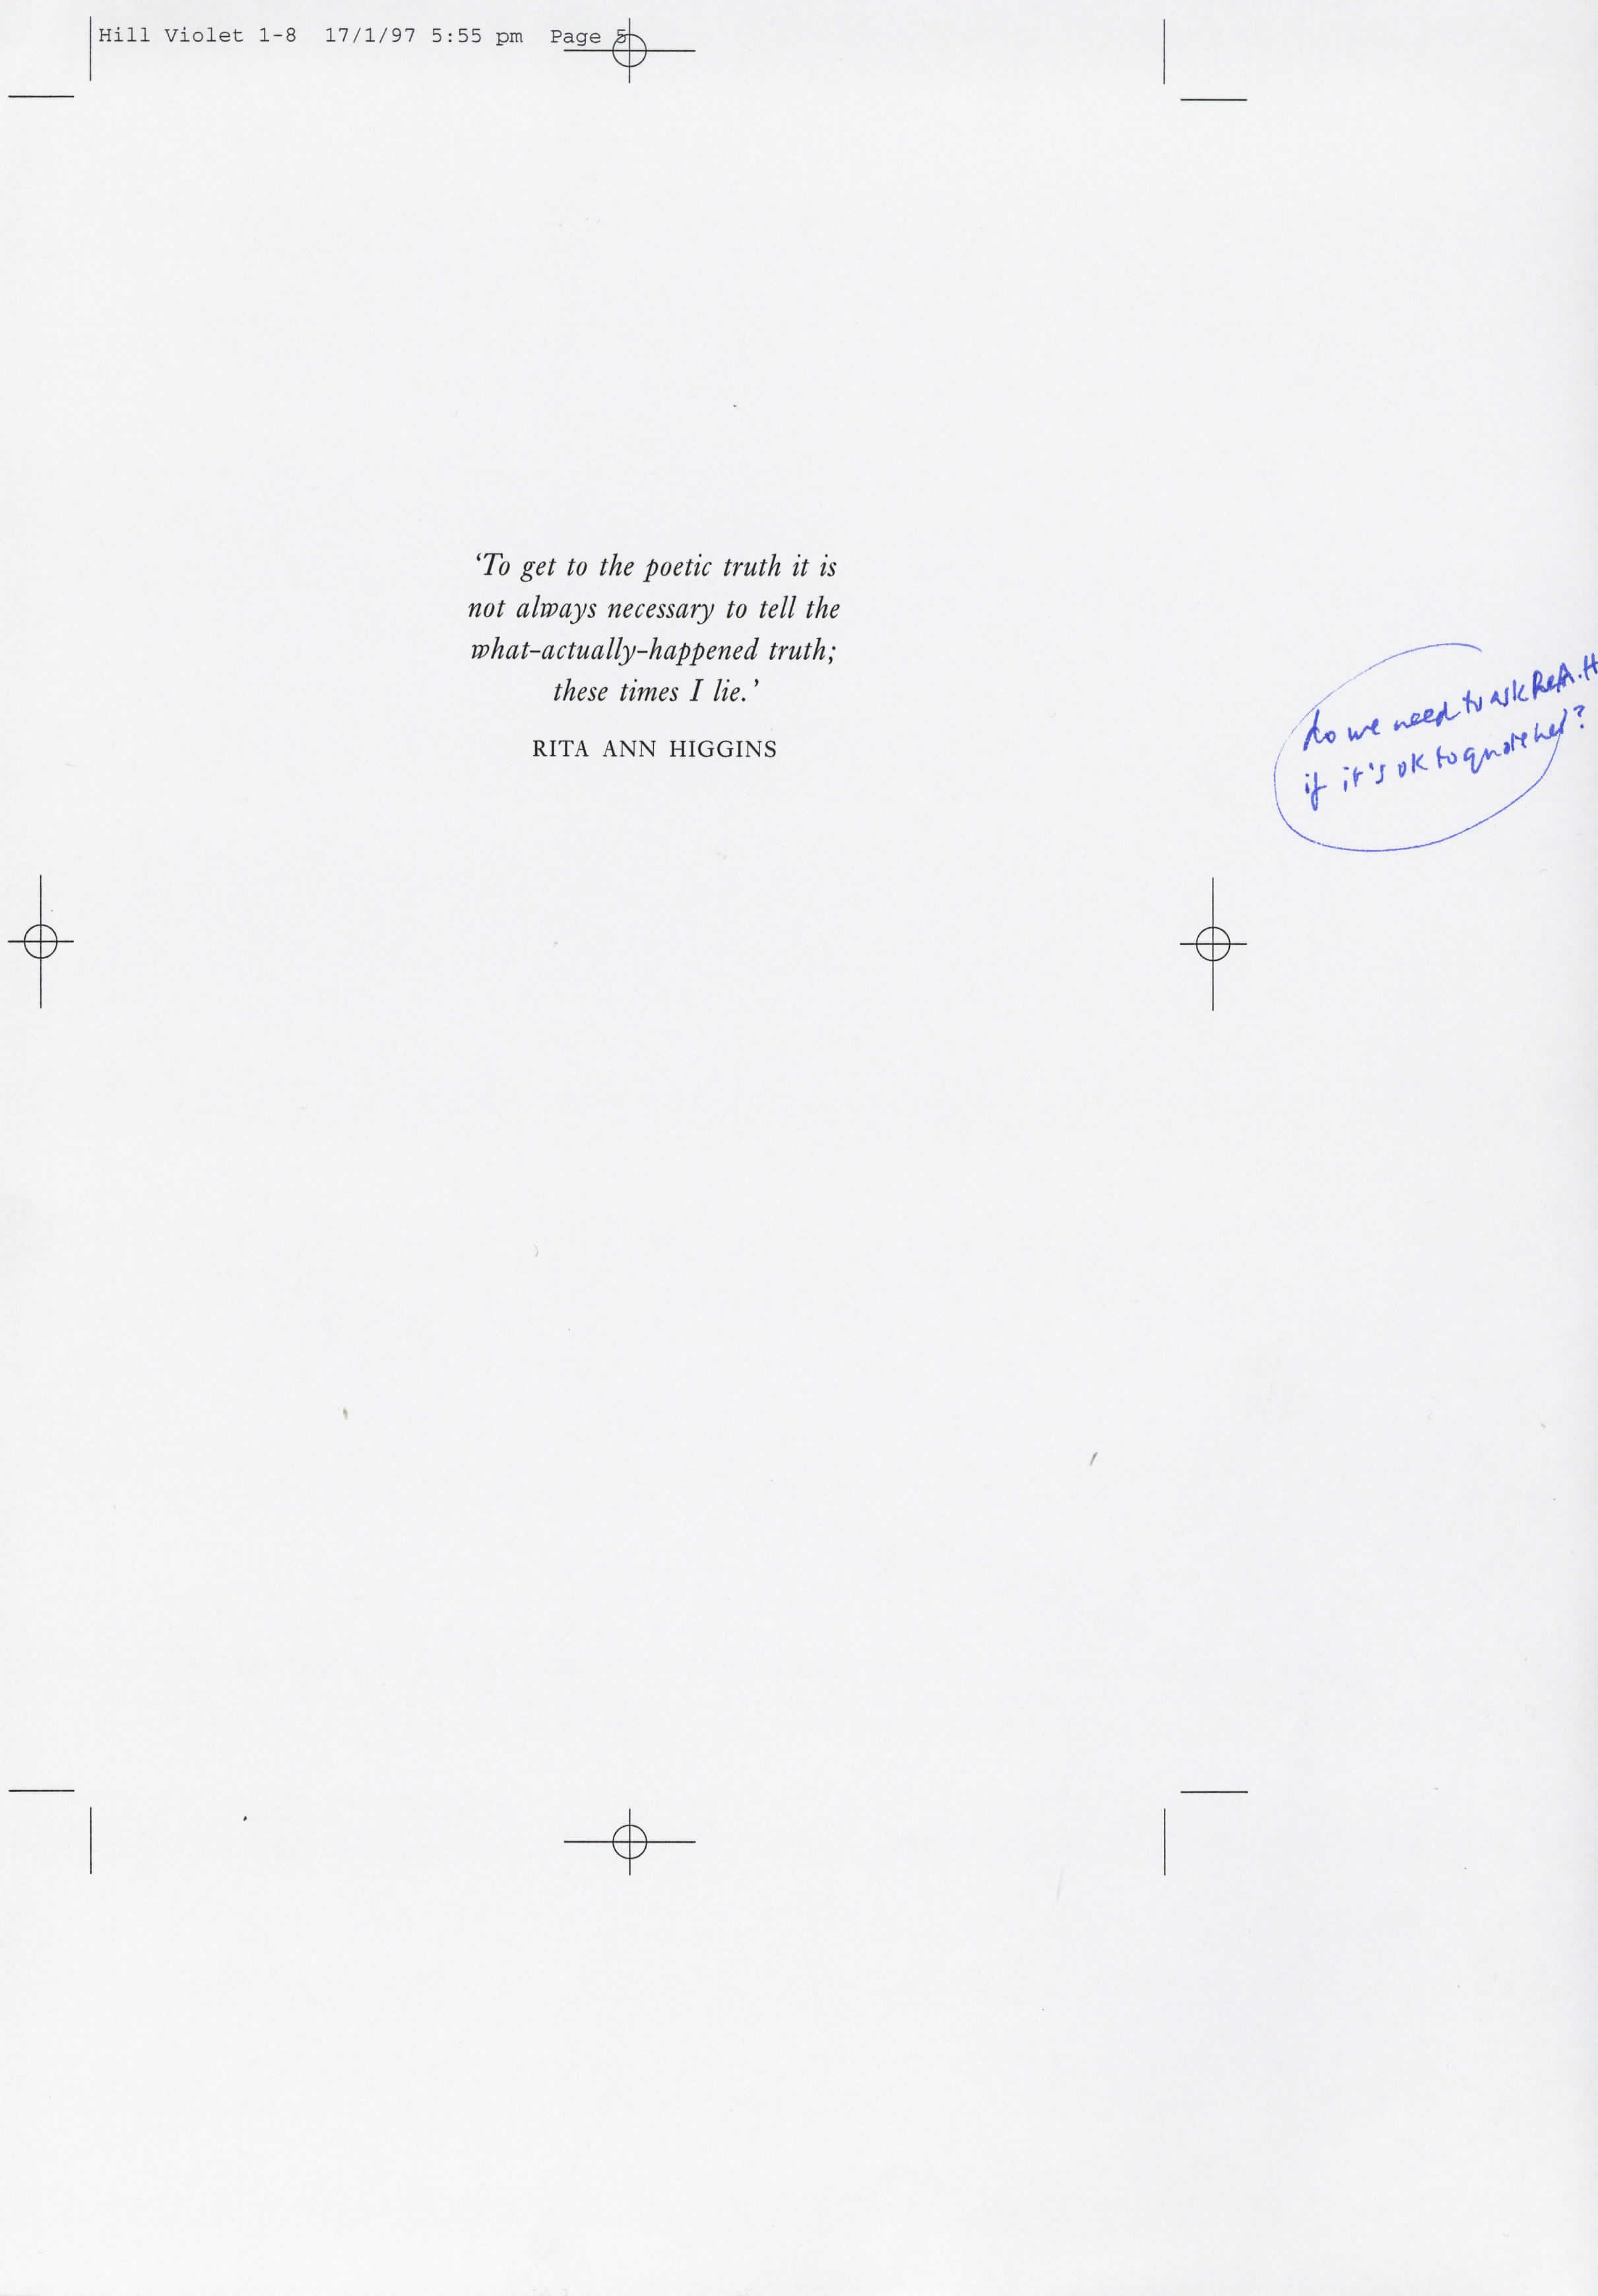 Hill Violet 1-8 17/1/97 5:55 pm Page 5
‘To get to the poetic truth it is
not always necessary to tell the
what-actually-happened truth;
these times I lie.’
RITA ANN HIGGINS
do we need to ask R.A.H
if it's ok to quote her?